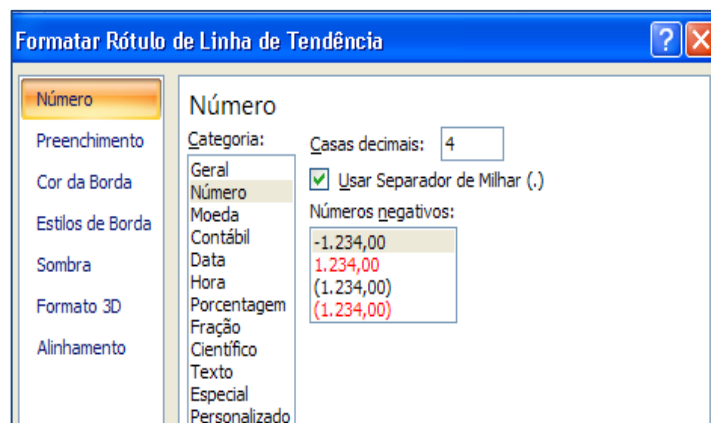 Formatar Rótulo de Linha de Tendência
?
Número
Preenchimento
Cor da Borda
Estilos de Borda
Sombra
Formato 3D
Alinhamento
Número
Categoria:
Geral
Número
Moeda
Contábil
Data
Hora
Porcentagem
Fração
Científico
Texto
Especial
Personalizado
Casas decimais: 4
Usar Separador de Milhar (.)
Números negativos:
-1.234,00
1.234,00
(1.234,00)
(1.234,00)